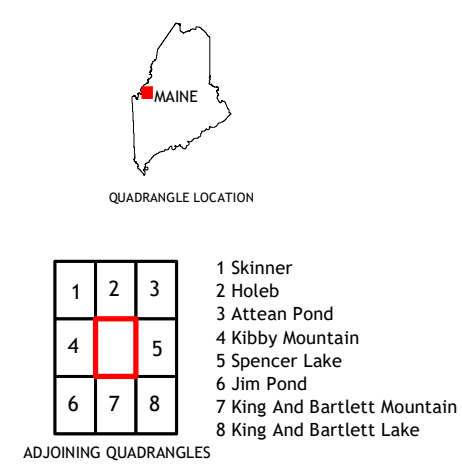 MAINE
QUADRANGLE LOCATION
1 2 3
4 5
6 7 8
ADJOINING QUADRANGLES
1 Skinner
2 Holeb
3 Attean Pond
4 Kibby Mountain
5 Spencer Lake
6 Jim Pond
7 King And Bartlett Mountain
8 King And Bartlett Lake